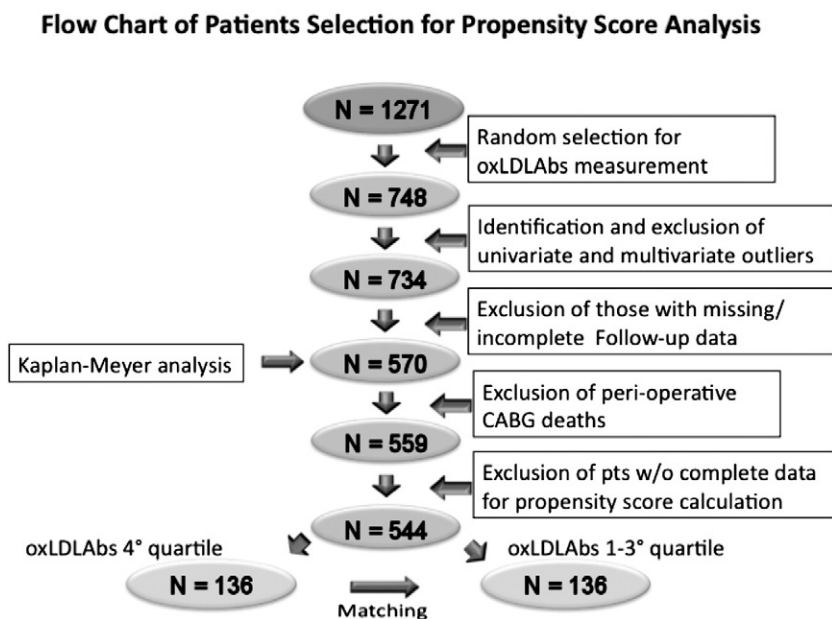 Flow Chart of Patients Selection for Propensity Score Analysis
N = 1271
Random selection for
oxLDLAbs measurement
N = 748
Identification and exclusion of
univariate and multivariate outliers
N = 734
Exclusion of those with missing/
incomplete Follow-up data
Kaplan-Meyer analysis
N = 570
Exclusion of peri-operative
CABG deaths
N = 559
Exclusion of pts w/o complete data
for propensity score calculation
N = 544
oxLDLAbs 4° quartile
oxLDLAbs 1-3° quartile
N = 136
N = 136
Matching